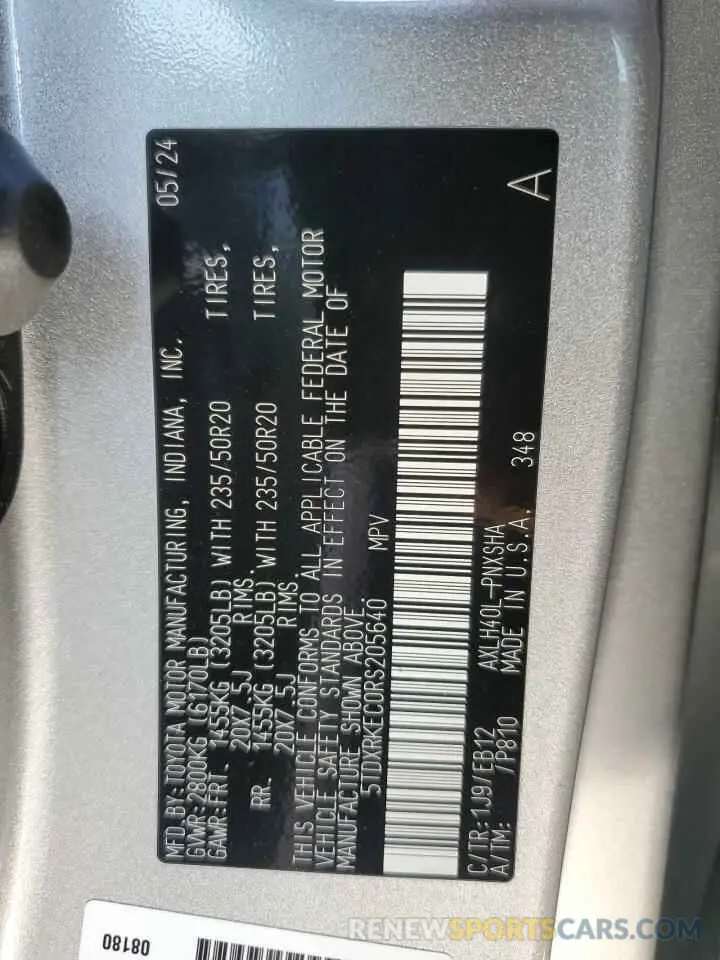 MFD.BY:TOYOTA MOTOR MANUFACTURING, INDIANA, INC. 05/24
GVWR:2800KG (6170LB)
GAWR:FRT. 1455KG (3205LB) WITH 235/50R20 TIRES,
20X7.5J RIMS.
RR. 1455KG (3205LB) WITH 235/50R20 TIRES,
20X7.5J RIMS.
THIS VEHICLE CONFORMS TO ALL APPLICABLE FEDERAL MOTOR
VEHICLE SAFETY STANDARDS IN EFFECT ON THE DATE OF
MANUFACTURE SHOWN ABOVE.
5TDXRKEC0RS205640 MPV
A
C/TR:1J9/EB12 AXLH40L-PNXSHA
A/TM: /P810 MADE IN U.S.A. 348
08180
RENEWSPORTSCARS.COM